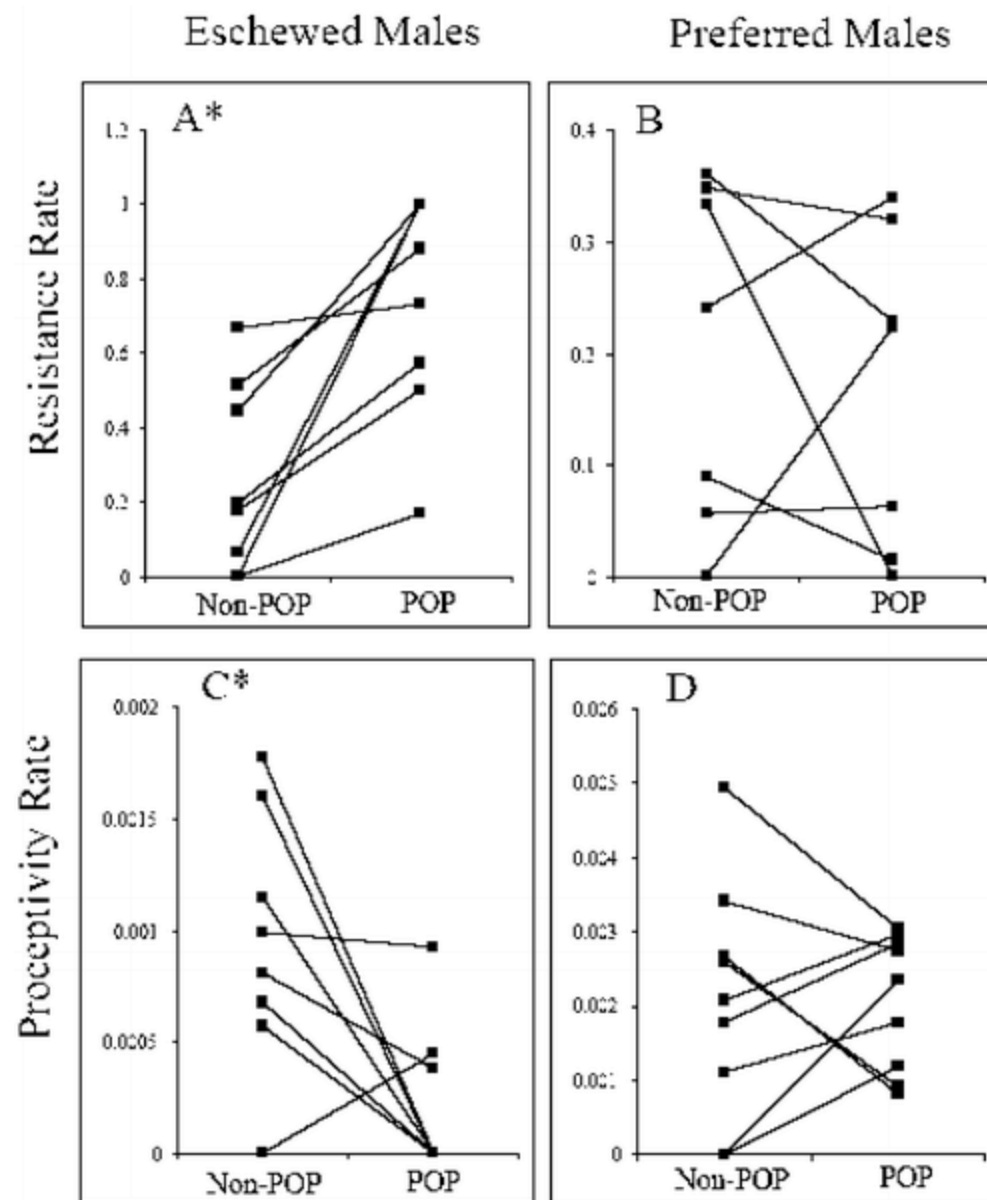 Eschewed Males
Preferred Males
Resistance Rate
A*
1.2
1
0.8
0.6
0.4
0.2
0
Non-POP
POP
B
0.4
0.3
0.2
0.1
Non-POP
POP
Proceptivity Rate
C*
0.002
0.0015
0.001
0.0005
0
Non-POP
POP
D
0.006
0.005
0.004
0.003
0.002
0.001
0
Non-POP
POP